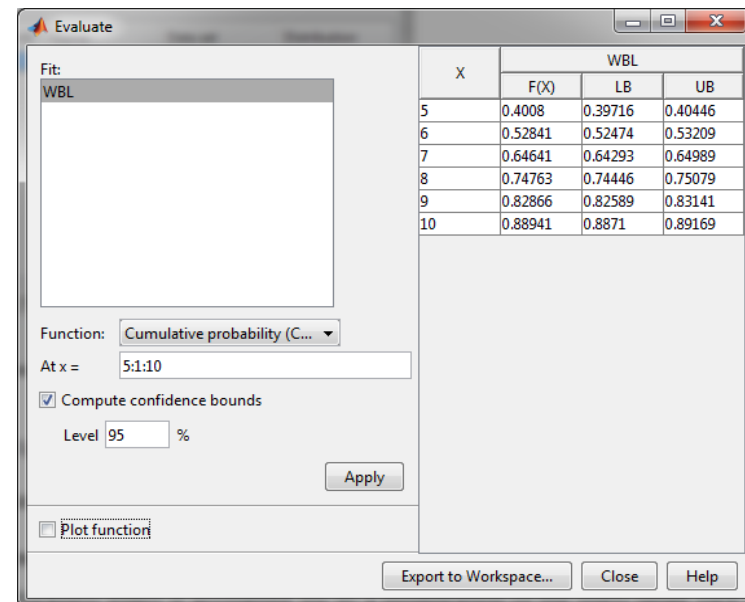 Evaluate
Fit:
WBL
Function: Cumulative probability (C...
At x = 5:1:10
Compute confidence bounds
Level 95 %
Apply
Plot function
X WBL
F(X) LB UB
5 0.4008 0.39716 0.40446
6 0.52841 0.52474 0.53209
7 0.64641 0.64293 0.64989
8 0.74763 0.74446 0.75079
9 0.82866 0.82589 0.83141
10 0.88941 0.8871 0.89169
Export to Workspace... Close Help